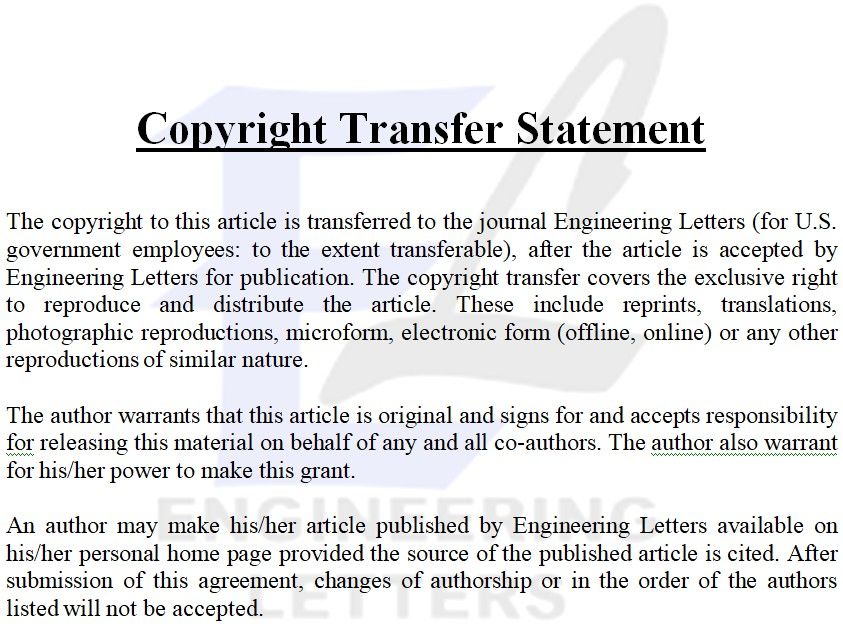 Copyright Transfer Statement
The copyright to this article is transferred to the journal Engineering Letters (for U.S.
government employees: to the extent transferable), after the article is accepted by
Engineering Letters for publication. The copyright transfer covers the exclusive right
to reproduce and distribute the article. These include reprints, translations,
photographic reproductions, microform, electronic form (offline, online) or any other
reproductions of similar nature.
The author warrants that this article is original and signs for and accepts responsibility
for releasing this material on behalf of any and all co-authors. The author also warrant
for his/her power to make this grant.
An author may make his/her article published by Engineering Letters available on
his/her personal home page provided the source of the published article is cited. After
submission of this agreement, changes of authorship or in the order of the authors
listed will not be accepted.
EL
ENGINEERING
LETTERS